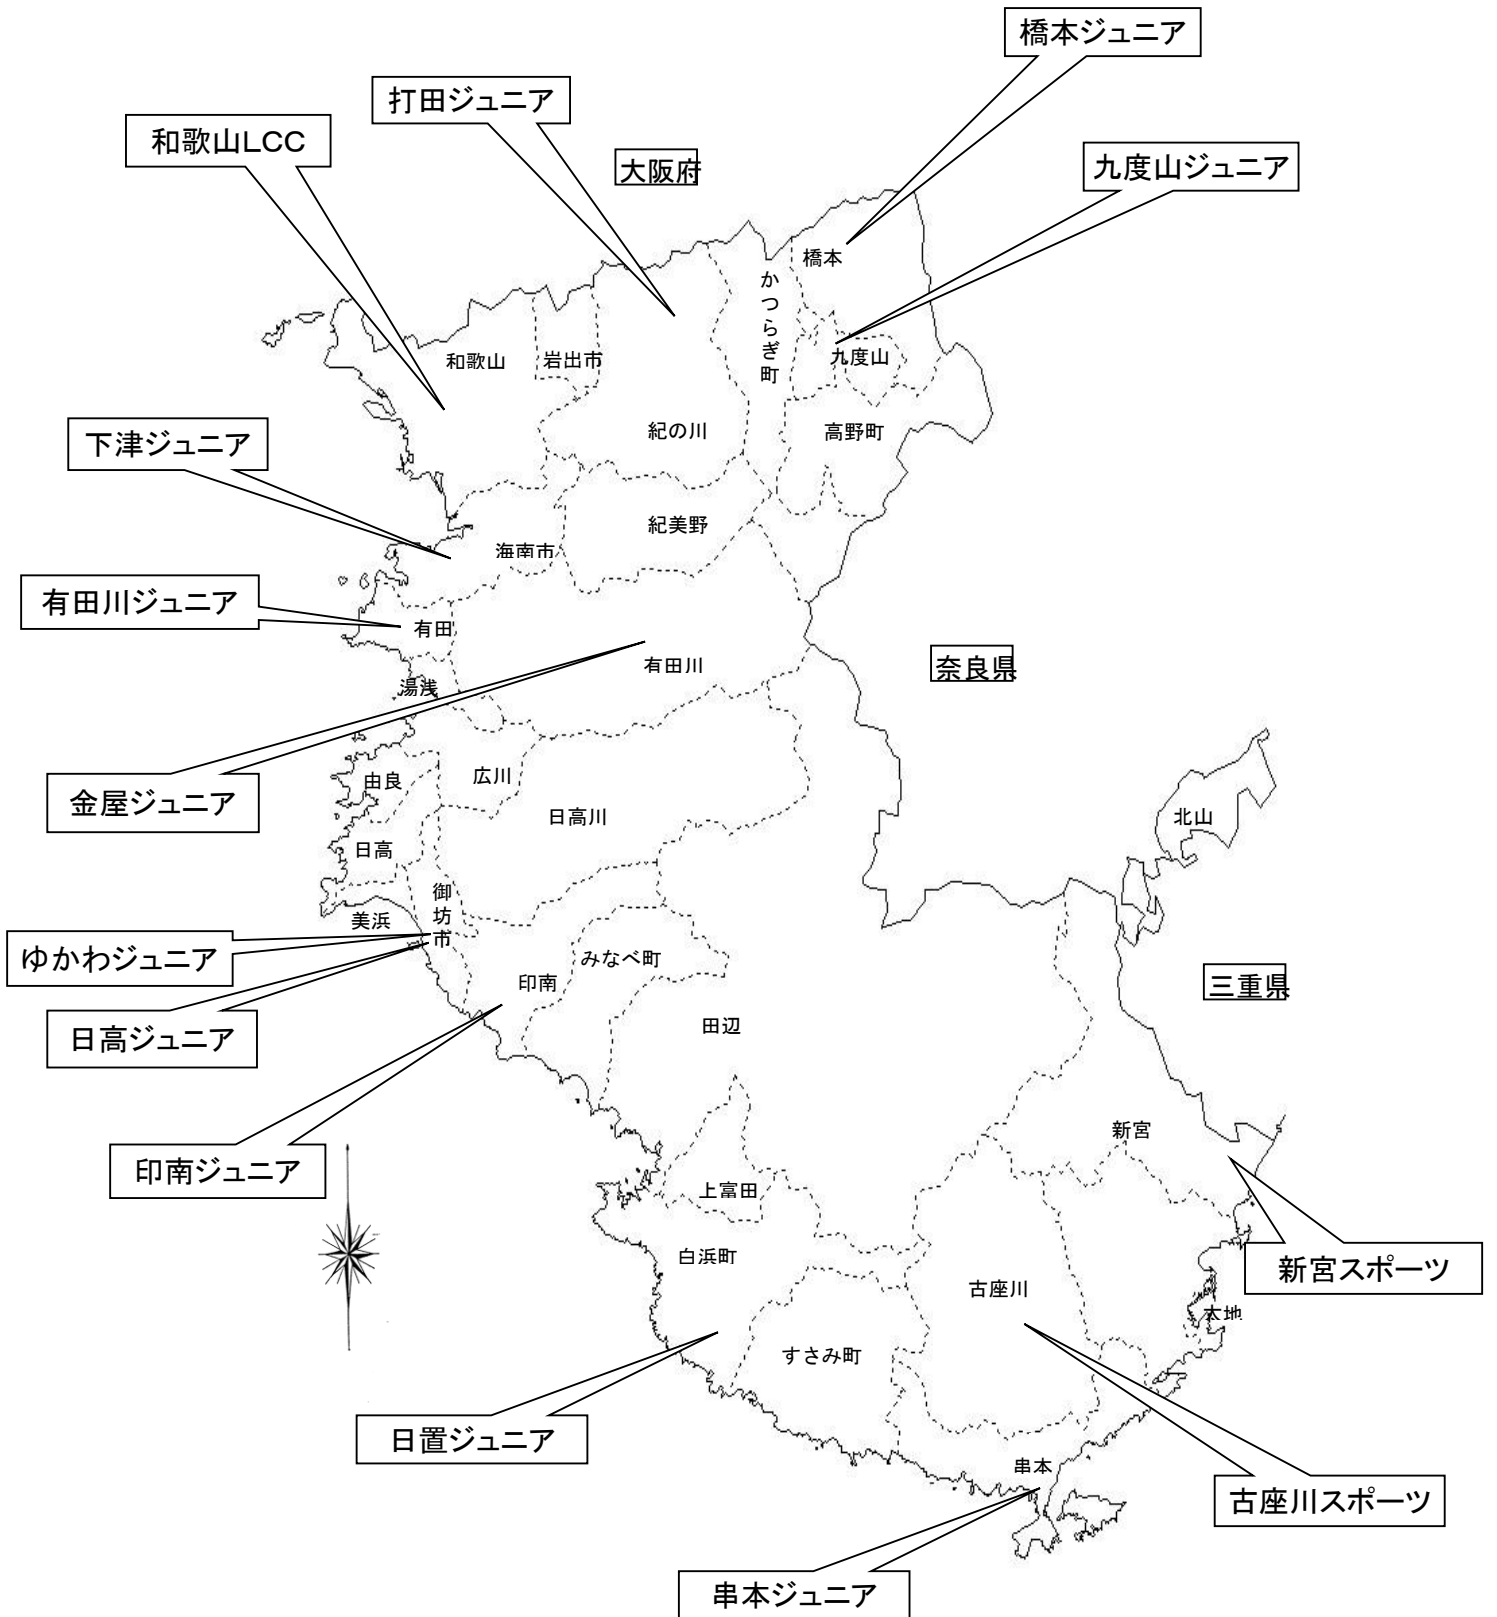 橋本ジュニア
打田ジュニア
和歌山LCC
大阪府
九度山ジュニア
橋本
かつらぎ町
和歌山
岩出市
九度山
紀の川
高野町
下津ジュニア
紀美野
海南市
有田川ジュニア
有田
有田川
奈良県
湯浅
金屋ジュニア
由良
広川
日高川
北山
日高
御坊市
美浜
ゆかわジュニア
みなべ町
印南
三重県
日高ジュニア
田辺
新宮
印南ジュニア
上富田
白浜町
新宮スポーツ
古座川
太地
すさみ町
日置ジュニア
串本
古座川スポーツ
串本ジュニア